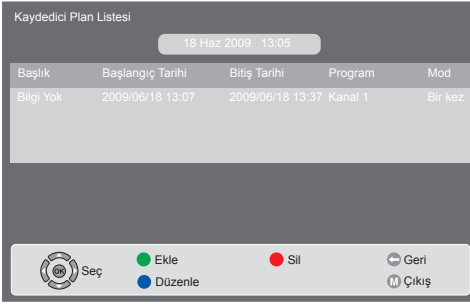 Kaydedici Plan Listesi
18 Haz 2009 13:05
Başlık Başlangıç Tarihi Bitiş Tarihi Program Mod
Bilgi Yok 2009/06/18 13:07 2009/06/18 13:37 Kanal 1 Bir kez
OK Seç Ekle Sil Geri
Düzenle M Çıkış